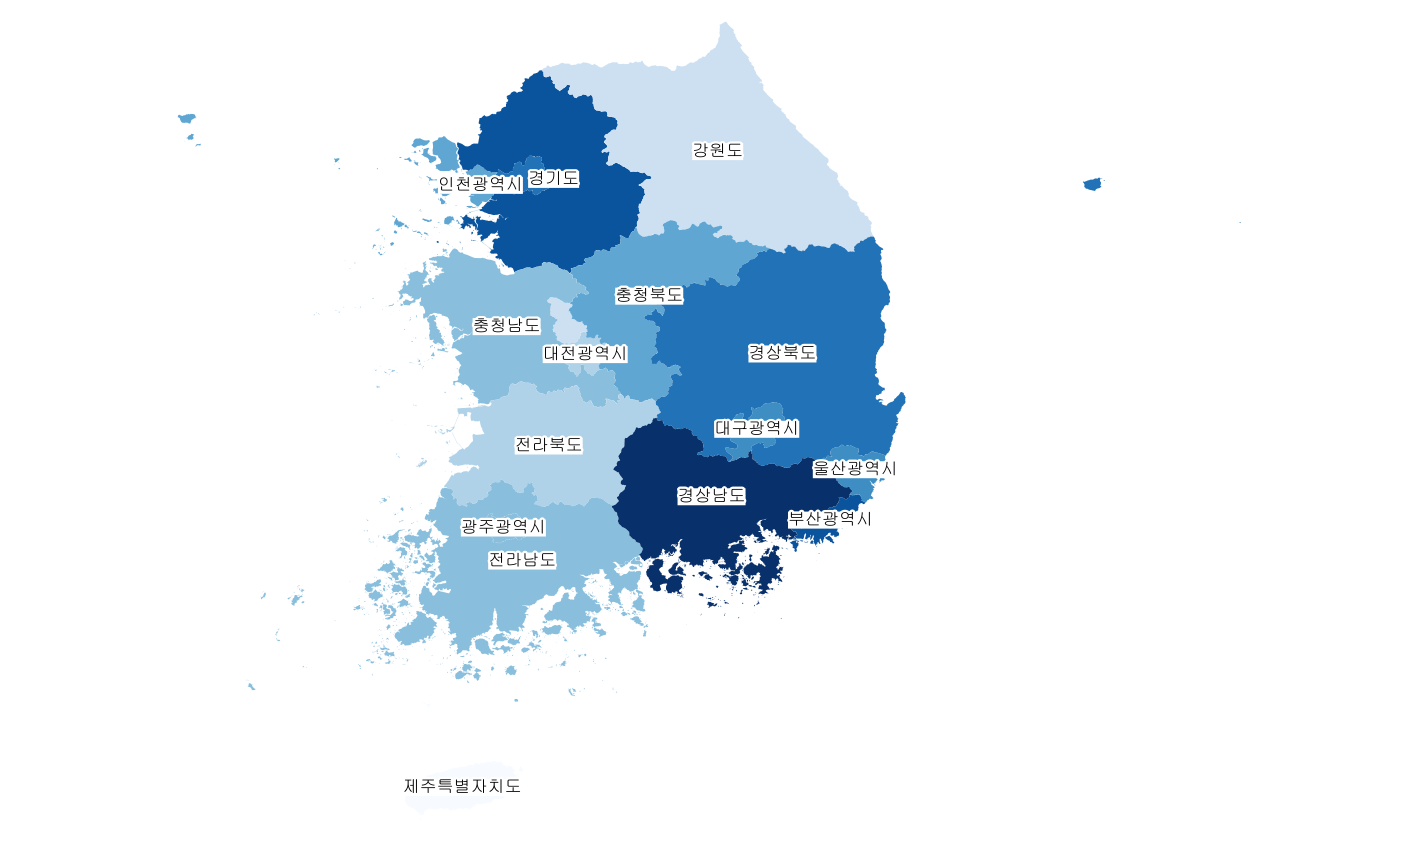 강원도
경기도
인천광역시
충청북도
충청남도
대전광역시
경상북도
대구광역시
전라북도
울산광역시
경상남도
부산광역시
광주광역시
전라남도
제주특별자치도